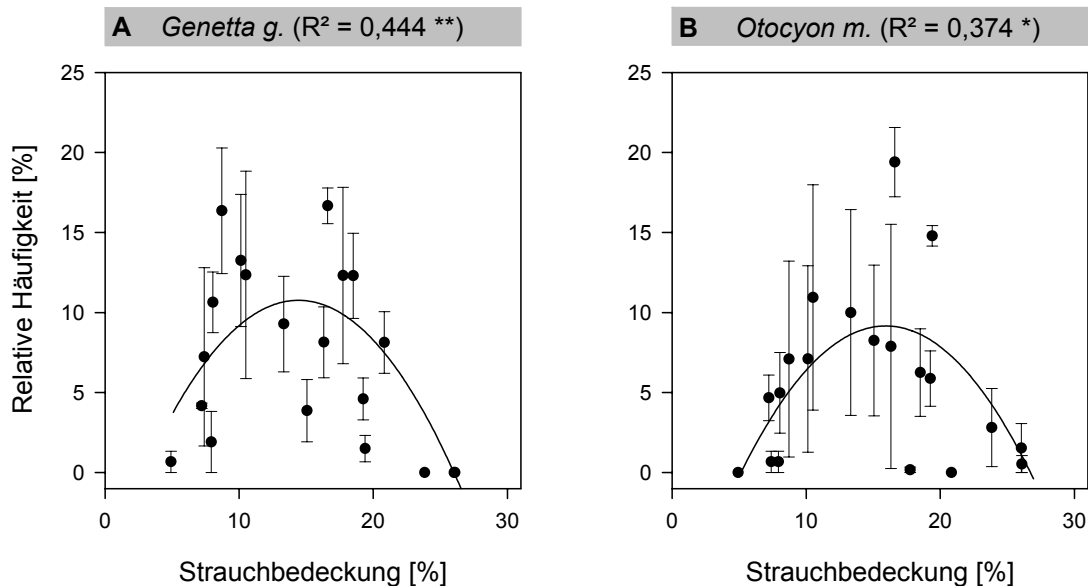 A Genetta g. (R² = 0,444 **)
B Otocyon m. (R² = 0,374 *)
Relative Häufigkeit [%]
25
20
15
10
5
0
0 10 20 30
Strauchbedeckung [%]
25
20
15
10
5
0
0 10 20 30
Strauchbedeckung [%]